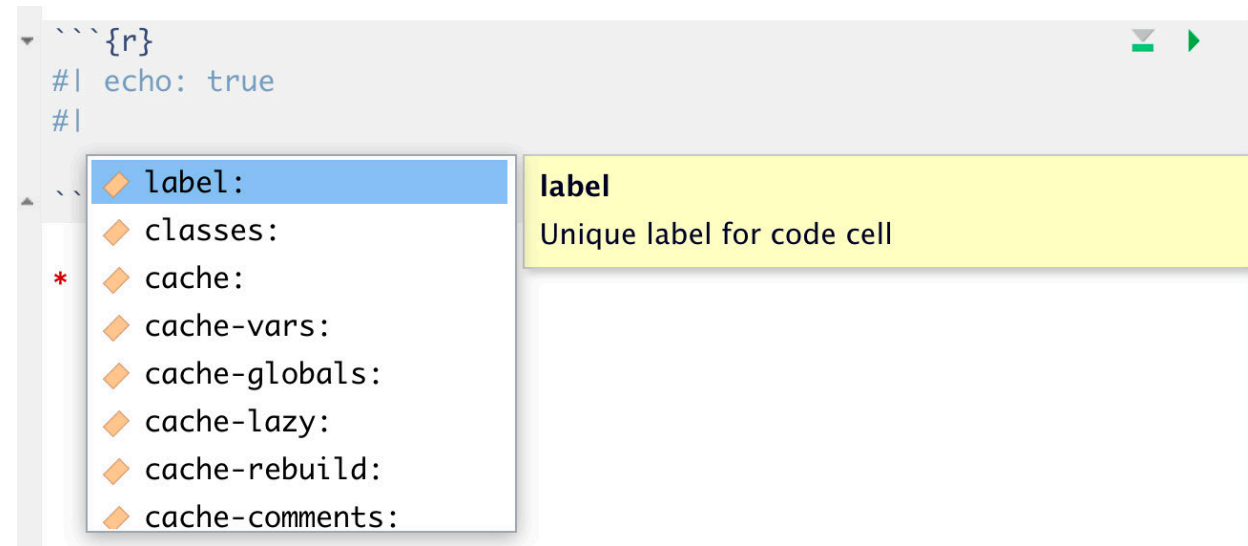 ```{r}
#| echo: true
#|
``
*
label:
classes:
cache:
cache-vars:
cache-globals:
cache-lazy:
cache-rebuild:
cache-comments:
label
Unique label for code cell